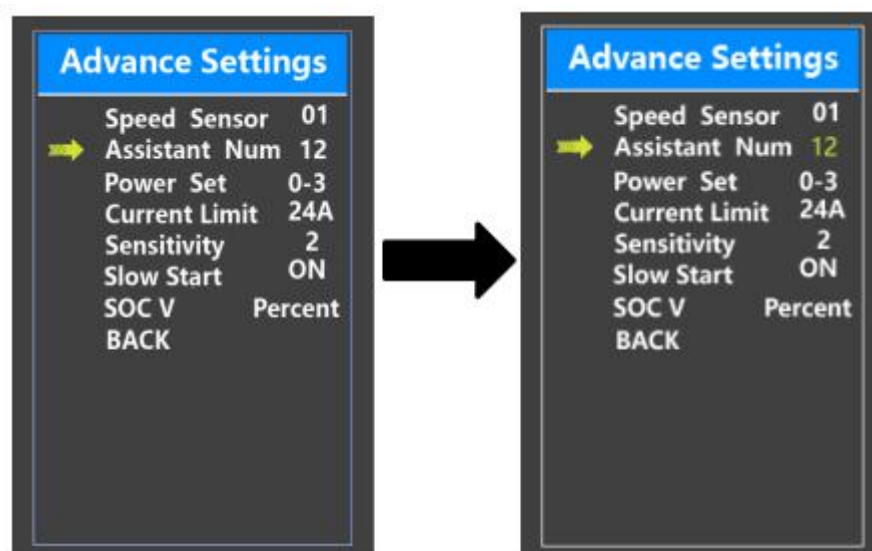 Advance Settings
Speed Sensor 01
Assistant Num 12
Power Set 0-3
Current Limit 24A
Sensitivity 2
Slow Start ON
SOC V Percent
BACK
Advance Settings
Speed Sensor 01
Assistant Num 12
Power Set 0-3
Current Limit 24A
Sensitivity 2
Slow Start ON
SOC V Percent
BACK